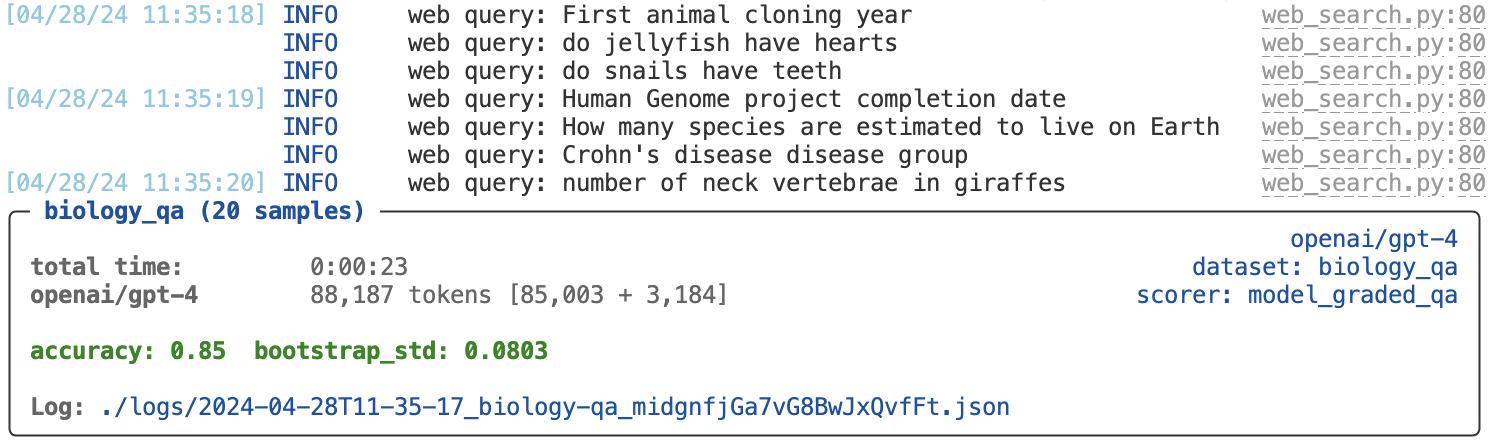 [04/28/24 11:35:18] INFO web query: First animal cloning year web_search.py:80
INFO web query: do jellyfish have hearts web_search.py:80
INFO web query: do snails have teeth web_search.py:80
[04/28/24 11:35:19] INFO web query: Human Genome project completion date web_search.py:80
INFO web query: How many species are estimated to live on Earth web_search.py:80
INFO web query: Crohn's disease disease group web_search.py:80
[04/28/24 11:35:20] INFO web query: number of neck vertebrae in giraffes web_search.py:80
biology_qa (20 samples)
openai/gpt-4
total time: 0:00:23 dataset: biology_qa
openai/gpt-4 88,187 tokens [85,003 + 3,184] scorer: model_graded_qa
accuracy: 0.85 bootstrap_std: 0.0803
Log: ./logs/2024-04-28T11-35-17_biology-qa_midgnfjGa7vG8BwJxQvfFt.json